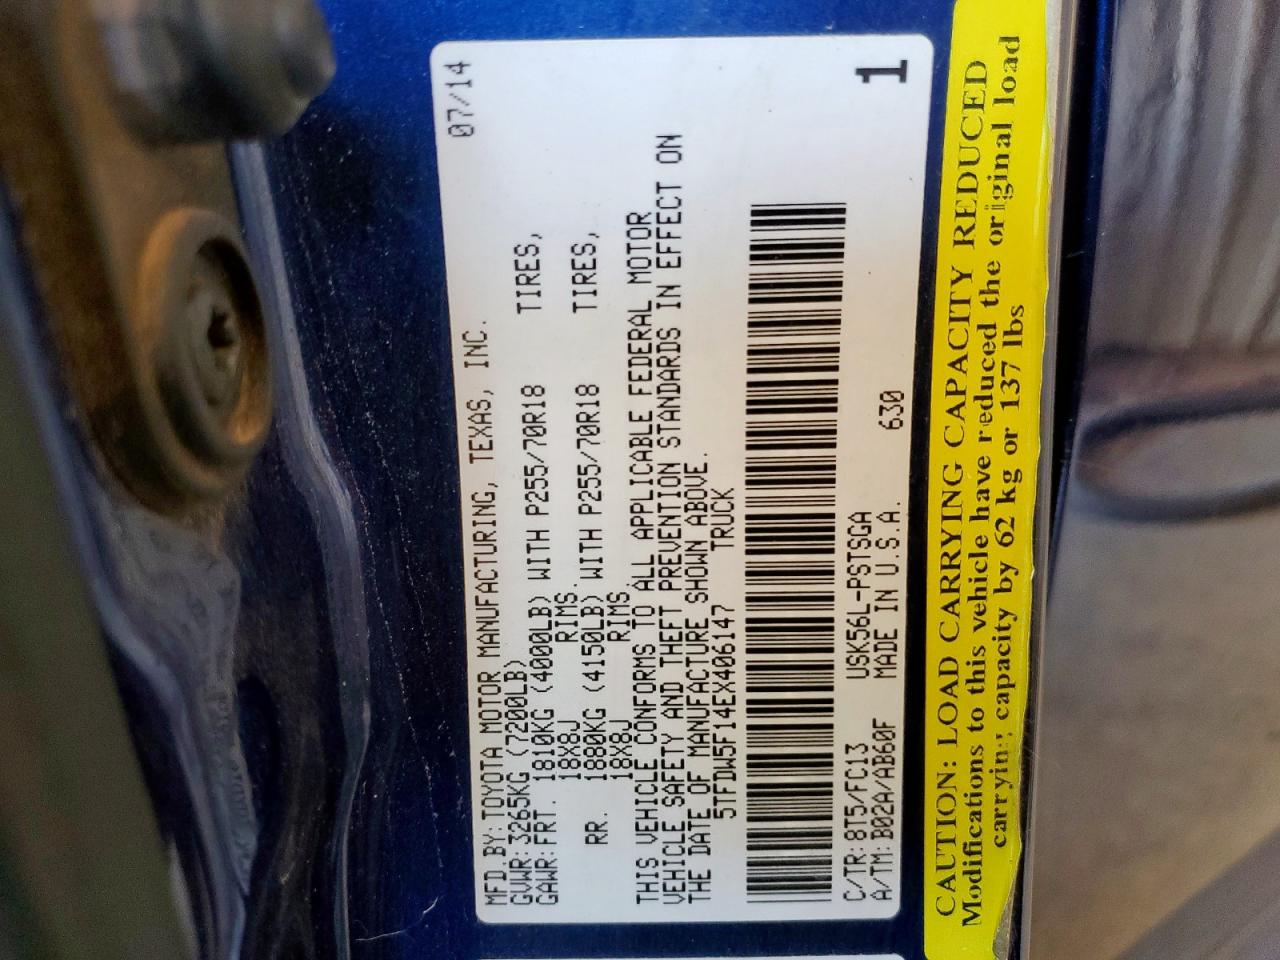 MFD.BY:TOYOTA MOTOR MANUFACTURING, TEXAS, INC. 07/14
GVWR:3265KG (7200LB)
GAWR:FRT. 1810KG (4000LB) WITH P255/70R18 TIRES,
18X8J RIMS,
RR. 1880KG (4150LB) WITH P255/70R18 TIRES,
18X8J RIMS,
THIS VEHICLE CONFORMS TO ALL APPLICABLE FEDERAL MOTOR
VEHICLE SAFETY AND THEFT PREVENTION STANDARDS IN EFFECT ON
THE DATE OF MANUFACTURE SHOWN ABOVE.
5TFDW5F14EX406147 TRUCK
C/TR:8T5/FC13 USK56L-PSTSGA
A/TM:B02A/AB60F MADE IN U.S.A. 630 1
CAUTION: LOAD CARRYING CAPACITY REDUCED
Modifications to this vehicle have reduced the original load
carrying capacity by 62 kg or 137 lbs